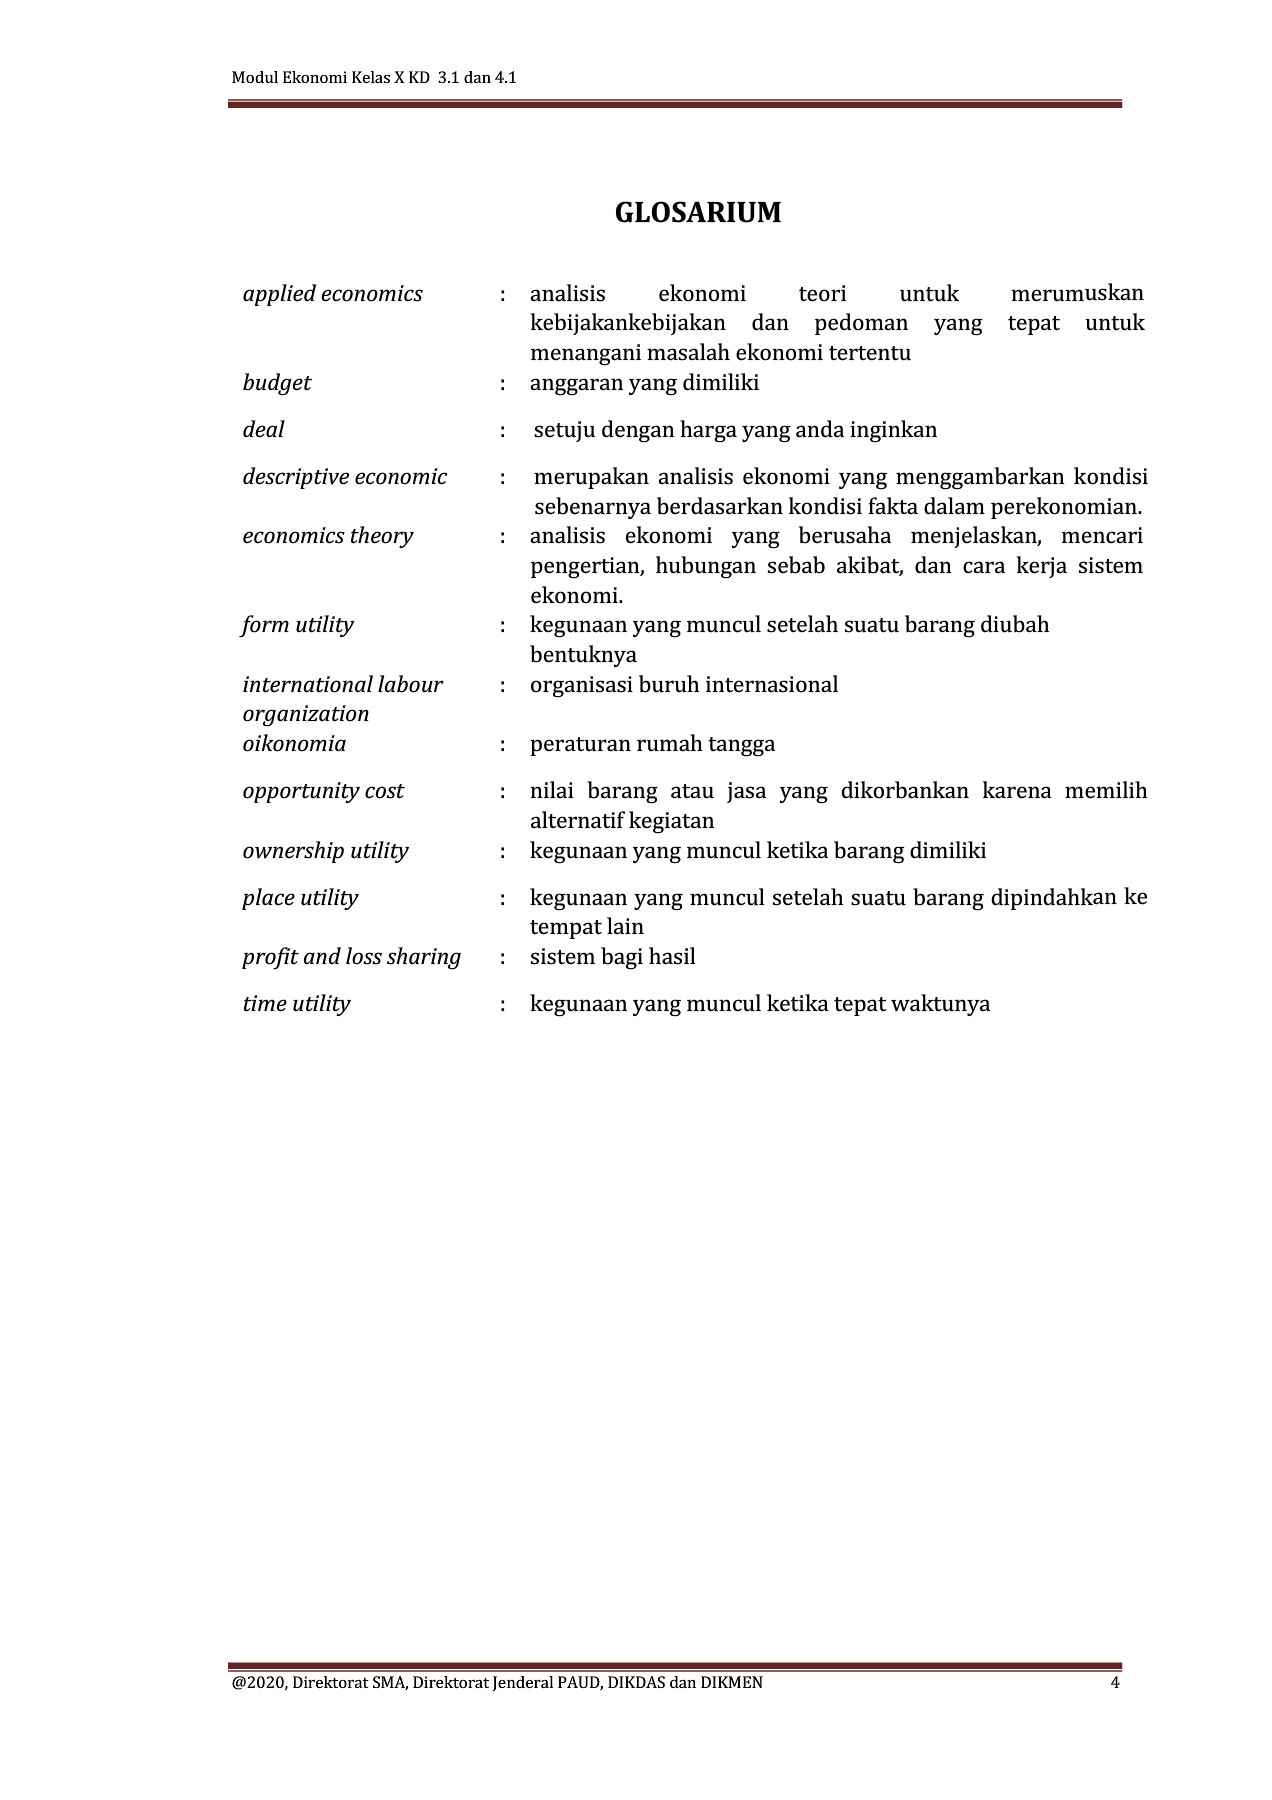 Modul Ekonomi Kelas X KD 3.1 dan 4.1
GLOSARIUM
applied economics : analisis ekonomi teori untuk merumuskan
kebijakankebijakan dan pedoman yang tepat untuk
menangani masalah ekonomi tertentu
budget : anggaran yang dimiliki
deal : setuju dengan harga yang anda inginkan
descriptive economic : merupakan analisis ekonomi yang menggambarkan kondisi
sebenarnya berdasarkan kondisi fakta dalam perekonomian.
economics theory : analisis ekonomi yang berusaha menjelaskan, mencari
pengertian, hubungan sebab akibat, dan cara kerja sistem
ekonomi.
form utility : kegunaan yang muncul setelah suatu barang diubah
bentuknya
international labour : organisasi buruh internasional
organization
oikonomia : peraturan rumah tangga
opportunity cost : nilai barang atau jasa yang dikorbankan karena memilih
alternatif kegiatan
ownership utility : kegunaan yang muncul ketika barang dimiliki
place utility : kegunaan yang muncul setelah suatu barang dipindahkan ke
tempat lain
profit and loss sharing : sistem bagi hasil
time utility : kegunaan yang muncul ketika tepat waktunya
@2020, Direktorat SMA, Direktorat Jenderal PAUD, DIKDAS dan DIKMEN 4